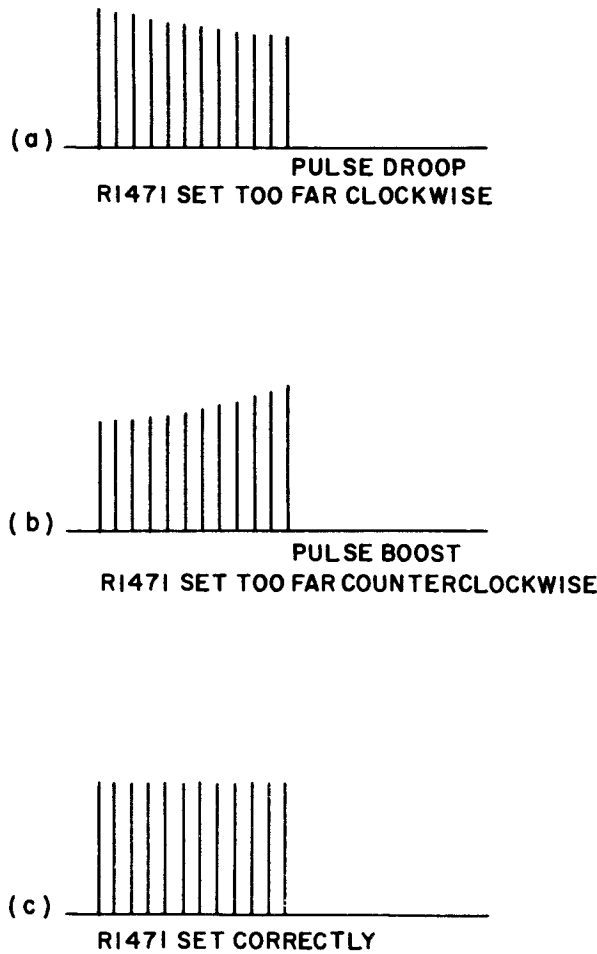 (a)
PULSE DROOP
R1471 SET TOO FAR CLOCKWISE
(b)
PULSE BOOST
R1471 SET TOO FAR COUNTERCLOCKWISE
(c)
R1471 SET CORRECTLY